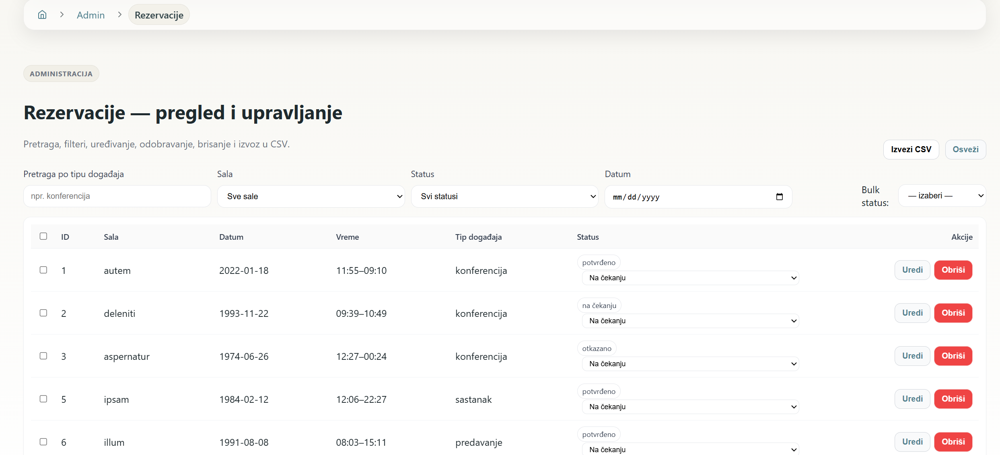 Admin
Rezervacije
ADMINISTRACIJA
Rezervacije — pregled i upravljanje
Pretraga, filteri, uređivanje, odobravanje, brisanje i izvoz u CSV.
Izvezi CSV
Osveži
Pretraga po tipu događaja
Sala
Status
Datum
npr. konferencija
Sve sale
Svi statusi
mm/dd/yyyy
Bulk
status:
— izaberi —
ID Sala Datum Vreme Tip događaja Status Akcije
1 autem 2022-01-18 11:55–09:10 konferencija potvrđeno
Na čekanju
Uredi Obriši
2 deleniti 1993-11-22 09:39–10:49 konferencija na čekanju
Na čekanju
Uredi Obriši
3 aspernatur 1974-06-26 12:27–00:24 konferencija otkazano
Na čekanju
Uredi Obriši
5 ipsam 1984-02-12 12:06–22:27 sastanak potvrđeno
Na čekanju
Uredi Obriši
6 illum 1991-08-08 08:03–15:11 predavanje potvrđeno
Na čekanju
Uredi Obriši